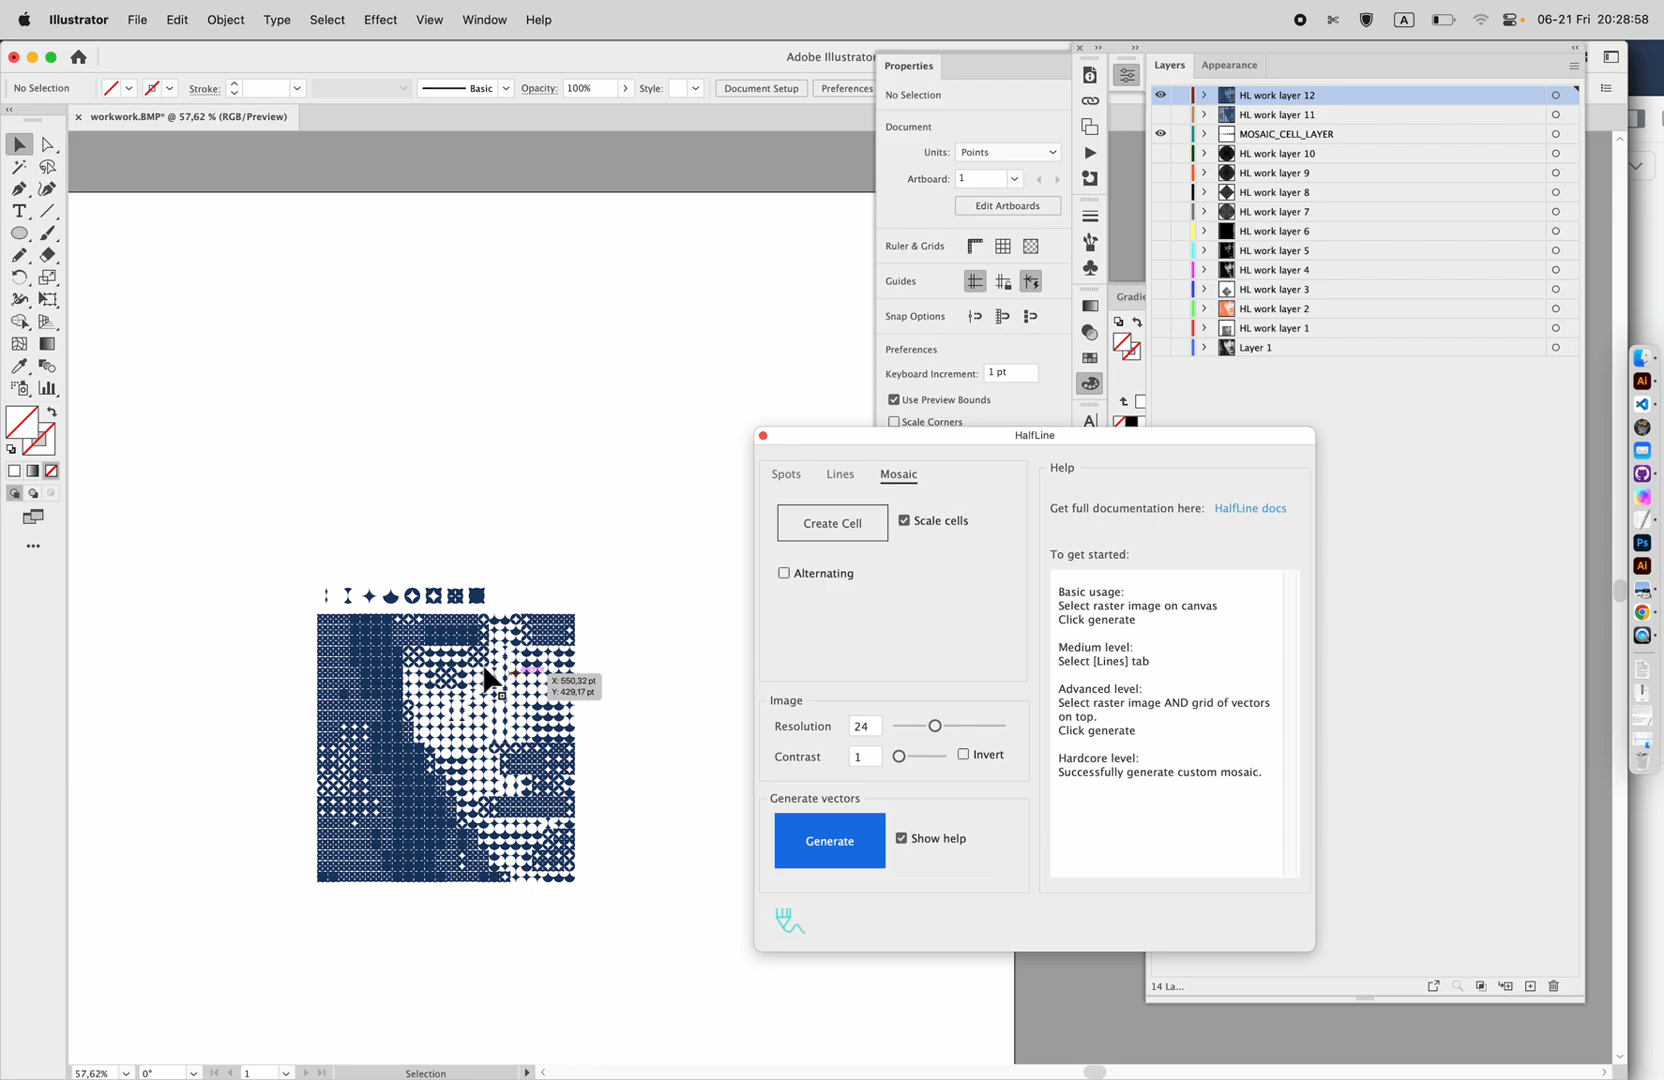 Illustrator File Edit Object Type Select Effect View Window Help
A
06-21 Fri 20:28:58
Adobe Illustrator
No Selection
Stroke:
Basic
Opacity: 100%
Style:
Document Setup
Preferences
× workwork.BMP* @ 57,62 % (RGB/Preview)
Properties
No Selection
Document
Units: Points
Artboard: 1
Edit Artboards
Ruler & Grids
Guides
Snap Options
Preferences
Keyboard Increment: 1 pt
Use Preview Bounds
Scale Corners
Gradie
Layers Appearance
HL work layer 12
HL work layer 11
MOSAIC_CELL_LAYER
HL work layer 10
HL work layer 9
HL work layer 8
HL work layer 7
HL work layer 6
HL work layer 5
HL work layer 4
HL work layer 3
HL work layer 2
HL work layer 1
Layer 1
14 La...
X: 550,32 pt
Y: 429,17 pt
HalfLine
Spots Lines Mosaic
Create Cell
Scale cells
Alternating
Image
Resolution 24
Contrast 1
Invert
Generate vectors
Generate
Show help
Help
Get full documentation here: HalfLine docs
To get started:
Basic usage:
Select raster image on canvas
Click generate
Medium level:
Select [Lines] tab
Advanced level:
Select raster image AND grid of vectors
on top.
Click generate
Hardcore level:
Successfully generate custom mosaic.
Ai
Ps
Ai
57,62%
0°
1
Selection